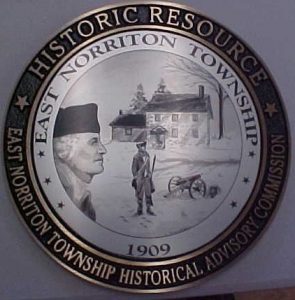 HISTORIC RESOURCE
EAST NORRITON TOWNSHIP HISTORICAL ADVISORY COMMISSION
EAST NORRITON TOWNSHIP
1909